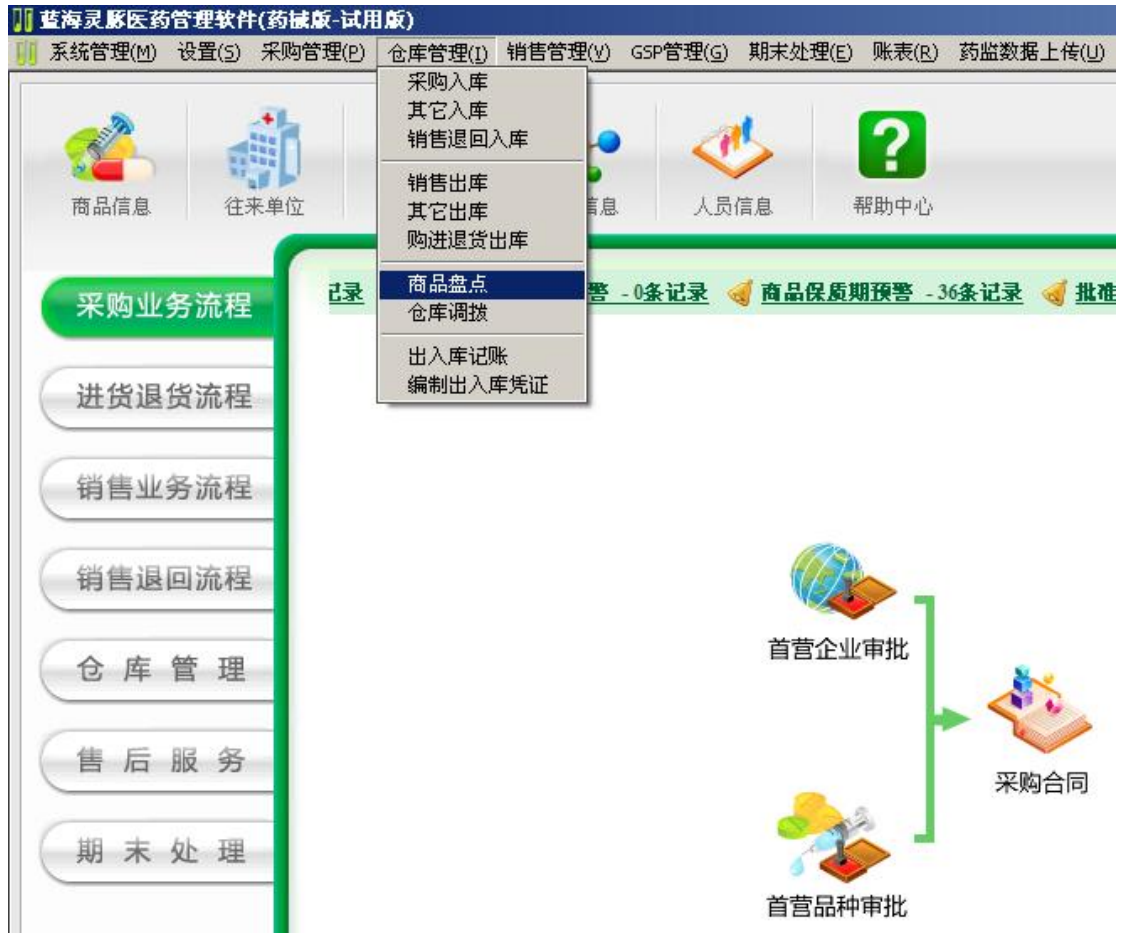 蓝海灵豚医药管理软件(药械版-试用版)
系统管理(M) 设置(S) 采购管理(P) 仓库管理(I) 销售管理(V) GSP管理(G) 期末处理(E) 账表(R) 药监数据上传(U)
采购入库
其它入库
销售退回入库
销售出库
其它出库
购进退货出库
商品盘点
仓库调拨
出入库记账
编制出入库凭证
商品信息 往来单位 信息 人员信息 帮助中心
记录 警 - 0条记录 商品保质期预警 - 36条记录 批准
采购业务流程
进货退货流程
销售业务流程
销售退回流程
仓库管理
售后服务
期末处理
首营企业审批
采购合同
首营品种审批